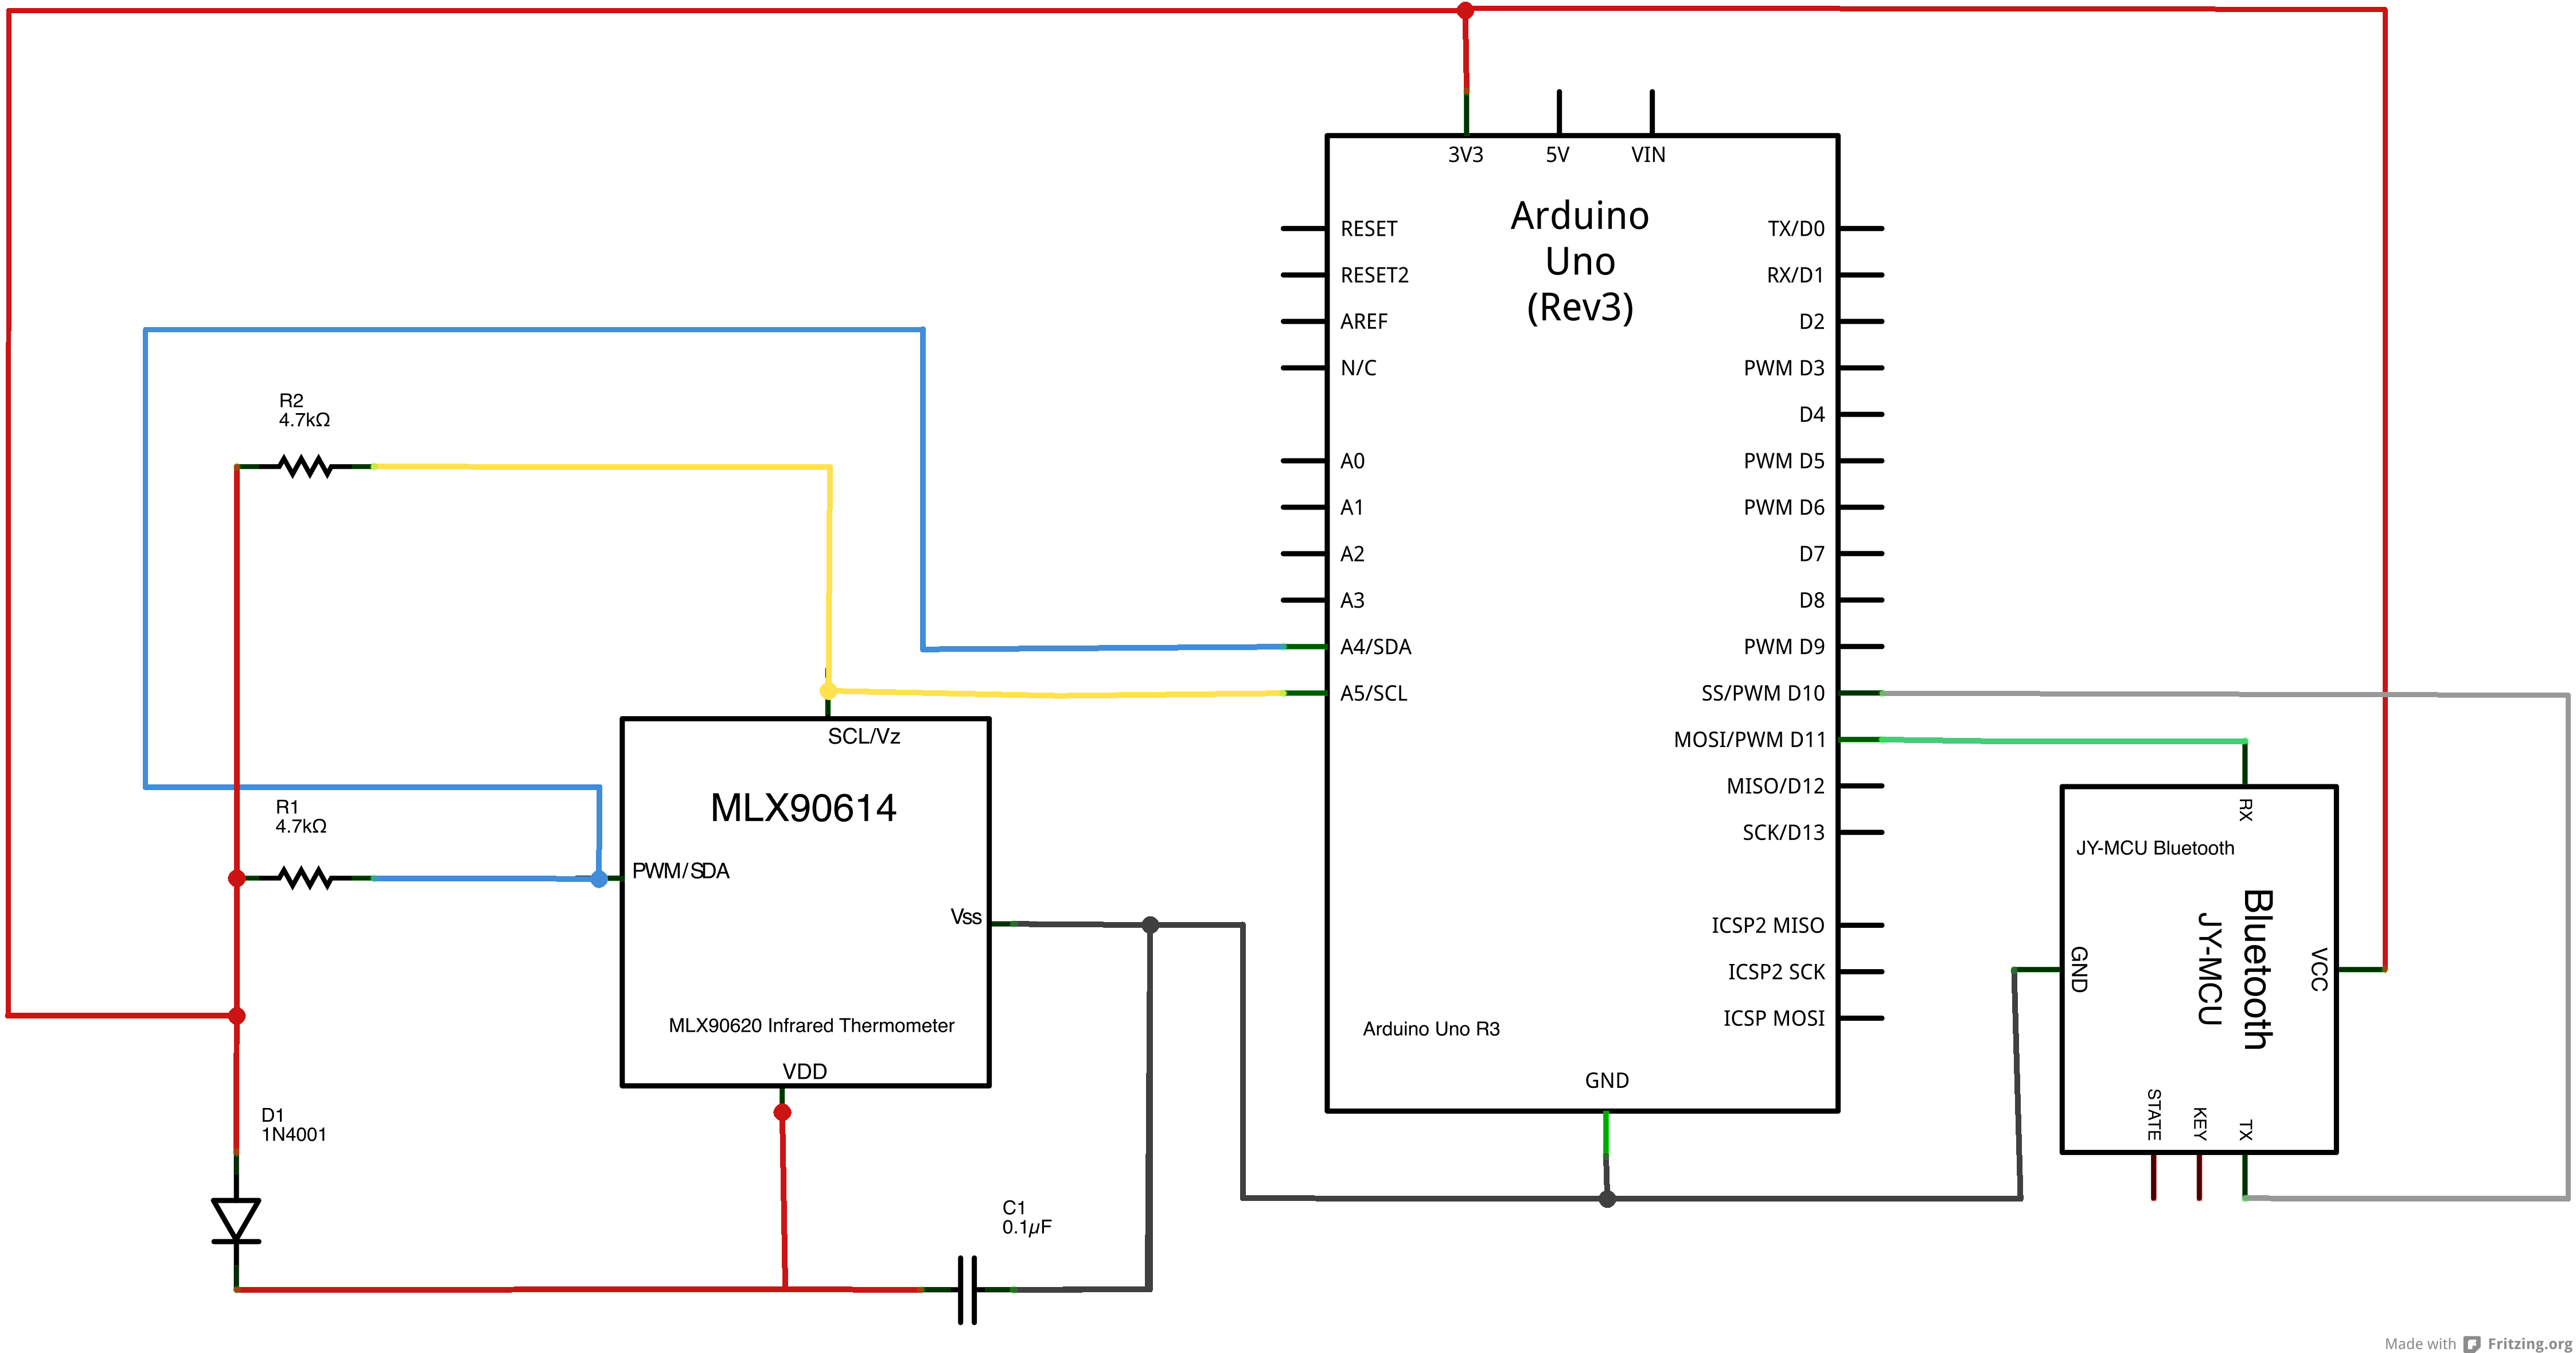 3V3
5V
VIN
Arduino
Uno
(Rev3)
RESET
RESET2
AREF
N/C
A0
A1
A2
A3
A4/SDA
A5/SCL
TX/D0
RX/D1
D2
PWM D3
D4
PWM D5
PWM D6
D7
D8
PWM D9
SS/PWM D10
MOSI/PWM D11
MISO/D12
SCK/D13
ICSP2 MISO
ICSP2 SCK
ICSP MOSI
Arduino Uno R3
GND
R2
4.7kΩ
R1
4.7kΩ
SCL/Vz
MLX90614
PWM/SDA
Vss
MLX90620 Infrared Thermometer
VDD
D1
1N4001
C1
0.1µF
RX
JY-MCU Bluetooth
Bluetooth
JY-MCU
GND
VCC
STATE
KEY
TX
Made with Fritzing.org